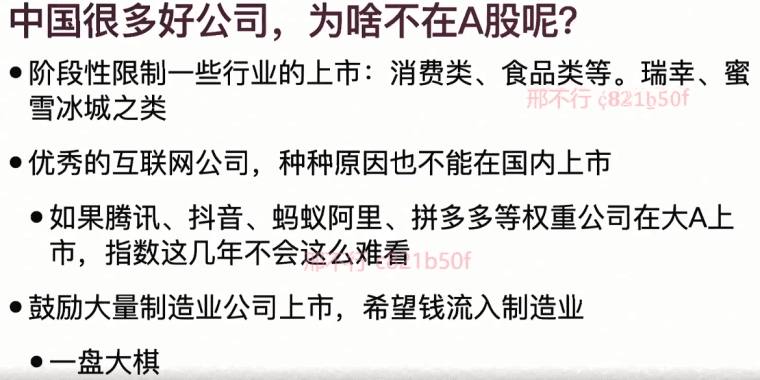 中国很多好公司，为啥不在A股呢？
•阶段性限制一些行业的上市：消费类、食品类等。瑞幸、蜜
邢不行
雪冰城之类
•优秀的互联网公司，种种原因也不能在国内上市
•如果腾讯、抖音、蚂蚁阿里、拼多多等权重公司在大A上
市，指数这几年不会这么难看
邢不行 c821b50f
•鼓励大量制造业公司上市，希望钱流入制造业
•一盘大棋